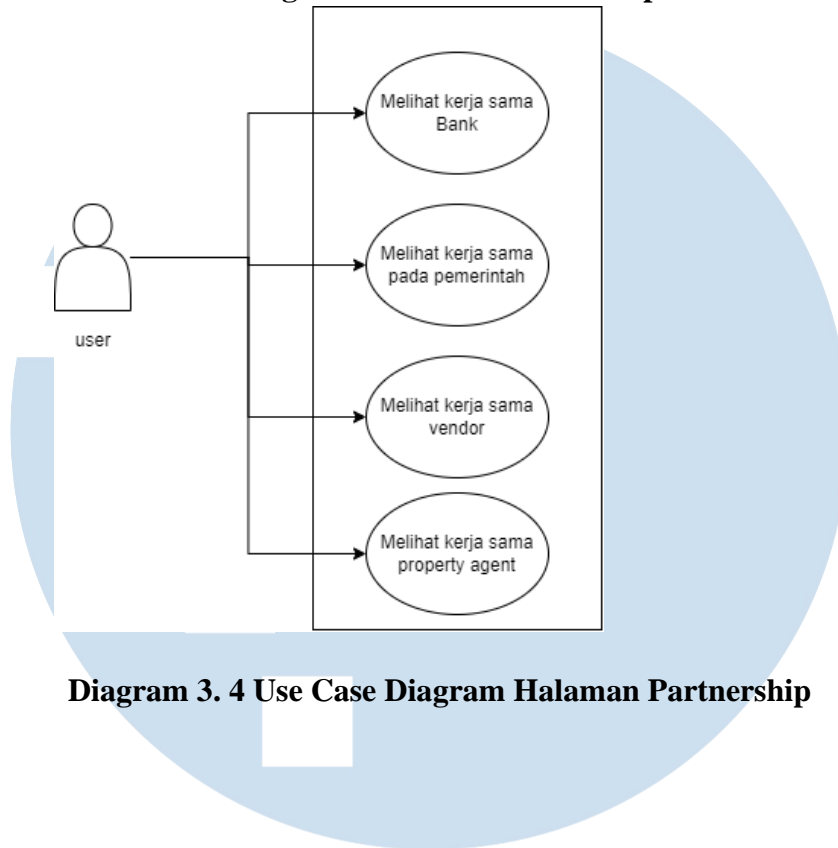 Melihat kerja sama
Bank
Melihat kerja sama
pada pemerintah
user
Melihat kerja sama
vendor
Melihat kerja sama
property agent
Diagram 3. 4 Use Case Diagram Halaman Partnership